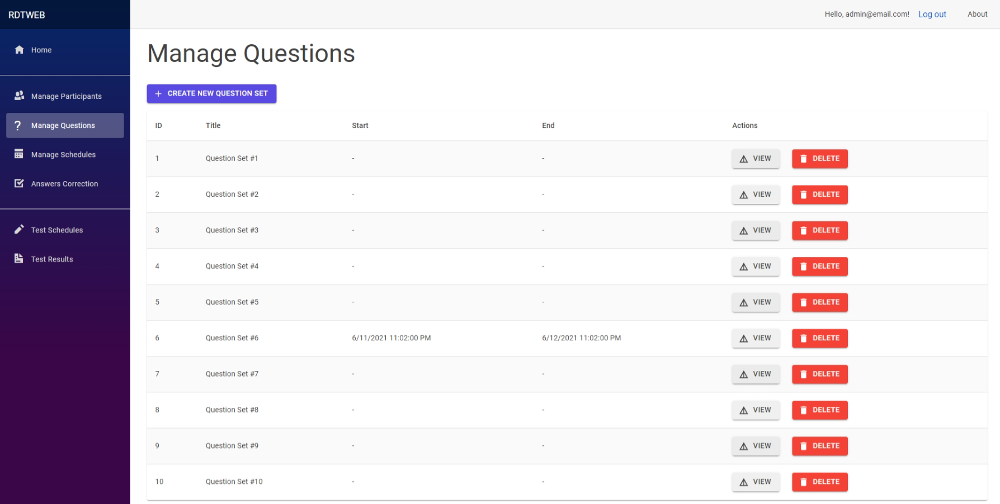 RDTWEB
Hello, admin@email.com! Log out About
Home
Manage Participants
Manage Questions
Manage Schedules
Answers Correction
Test Schedules
Test Results
Manage Questions
CREATE NEW QUESTION SET
ID Title Start End Actions
1 Question Set #1 - - VIEW DELETE
2 Question Set #2 - - VIEW DELETE
3 Question Set #3 - - VIEW DELETE
4 Question Set #4 - - VIEW DELETE
5 Question Set #5 - - VIEW DELETE
6 Question Set #6 6/11/2021 11:02:00 PM 6/12/2021 11:02:00 PM VIEW DELETE
7 Question Set #7 - - VIEW DELETE
8 Question Set #8 - - VIEW DELETE
9 Question Set #9 - - VIEW DELETE
10 Question Set #10 - - VIEW DELETE